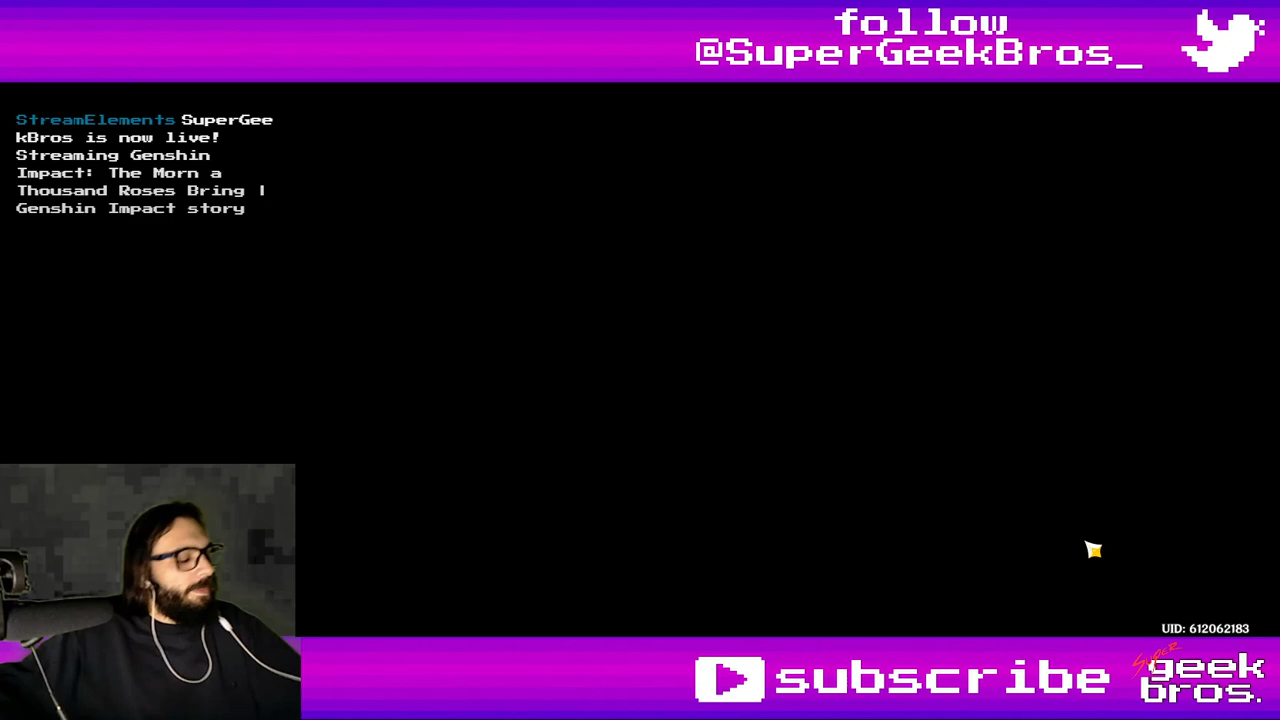 follow
@SuperGeekBros_
StreamElements SuperGee
kBros is now live!
Streaming Genshin
Impact: The Morn a
Thousand Roses Bring |
Genshin Impact story
UID: 612062183
subscribe
SUPER
geek
bros.